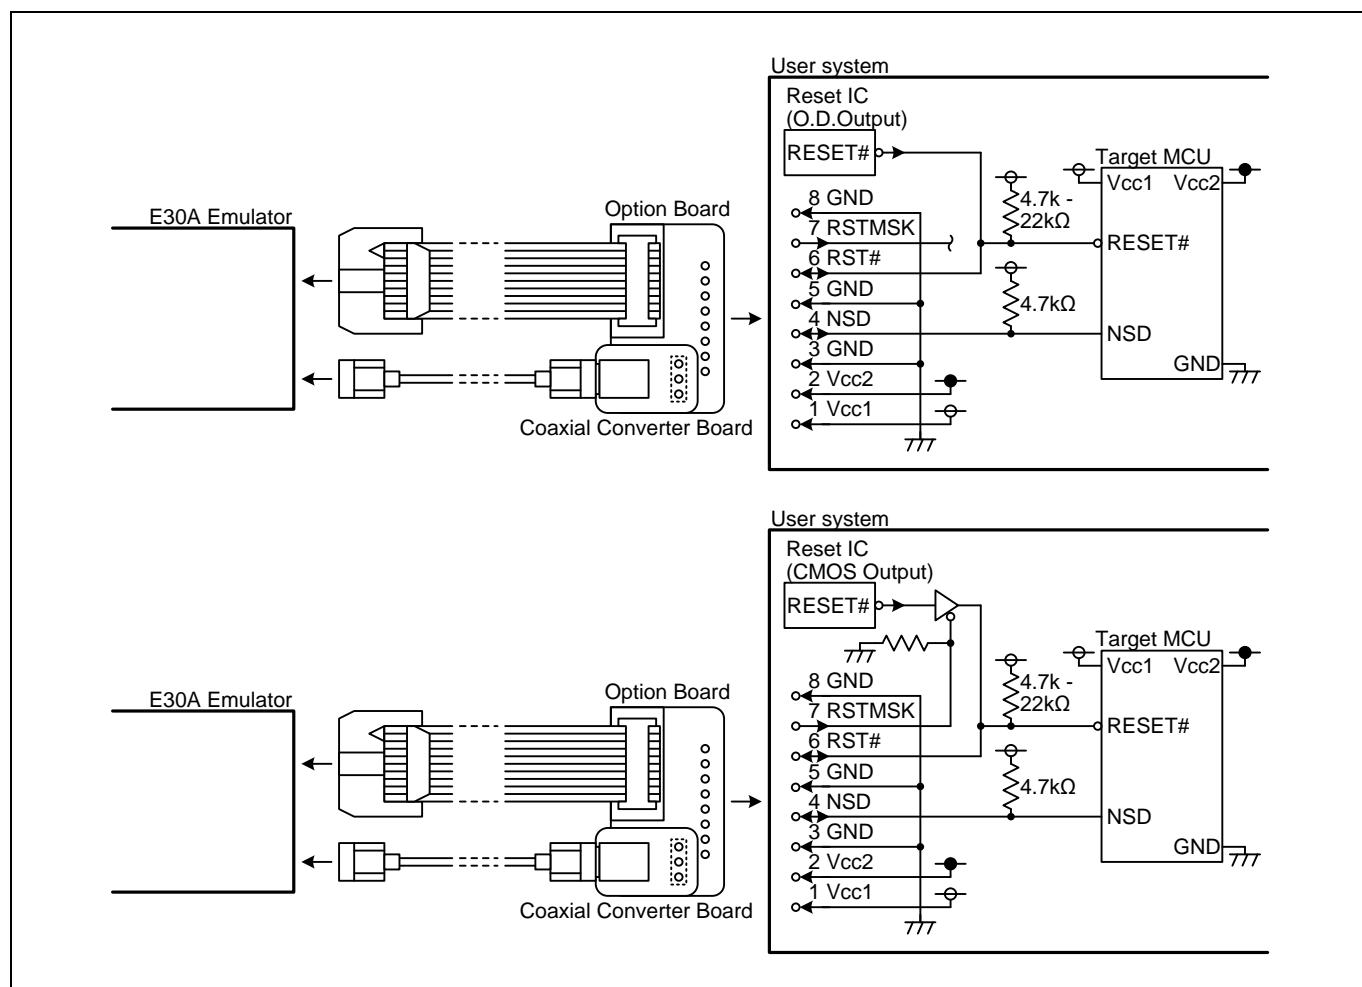 User system
Reset IC
(O.D.Output)
RESET#
Target MCU
Vcc1 Vcc2
4.7k -
22kΩ
8 GND
7 RSTMSK
RESET#
6 RST#
5 GND
4.7kΩ
4 NSD
NSD
3 GND
GND
2 Vcc2
1 Vcc1
E30A Emulator
Option Board
Coaxial Converter Board
User system
Reset IC
(CMOS Output)
RESET#
Target MCU
Vcc1 Vcc2
4.7k -
22kΩ
8 GND
7 RSTMSK
RESET#
6 RST#
5 GND
4.7kΩ
4 NSD
NSD
3 GND
GND
2 Vcc2
1 Vcc1
E30A Emulator
Option Board
Coaxial Converter Board